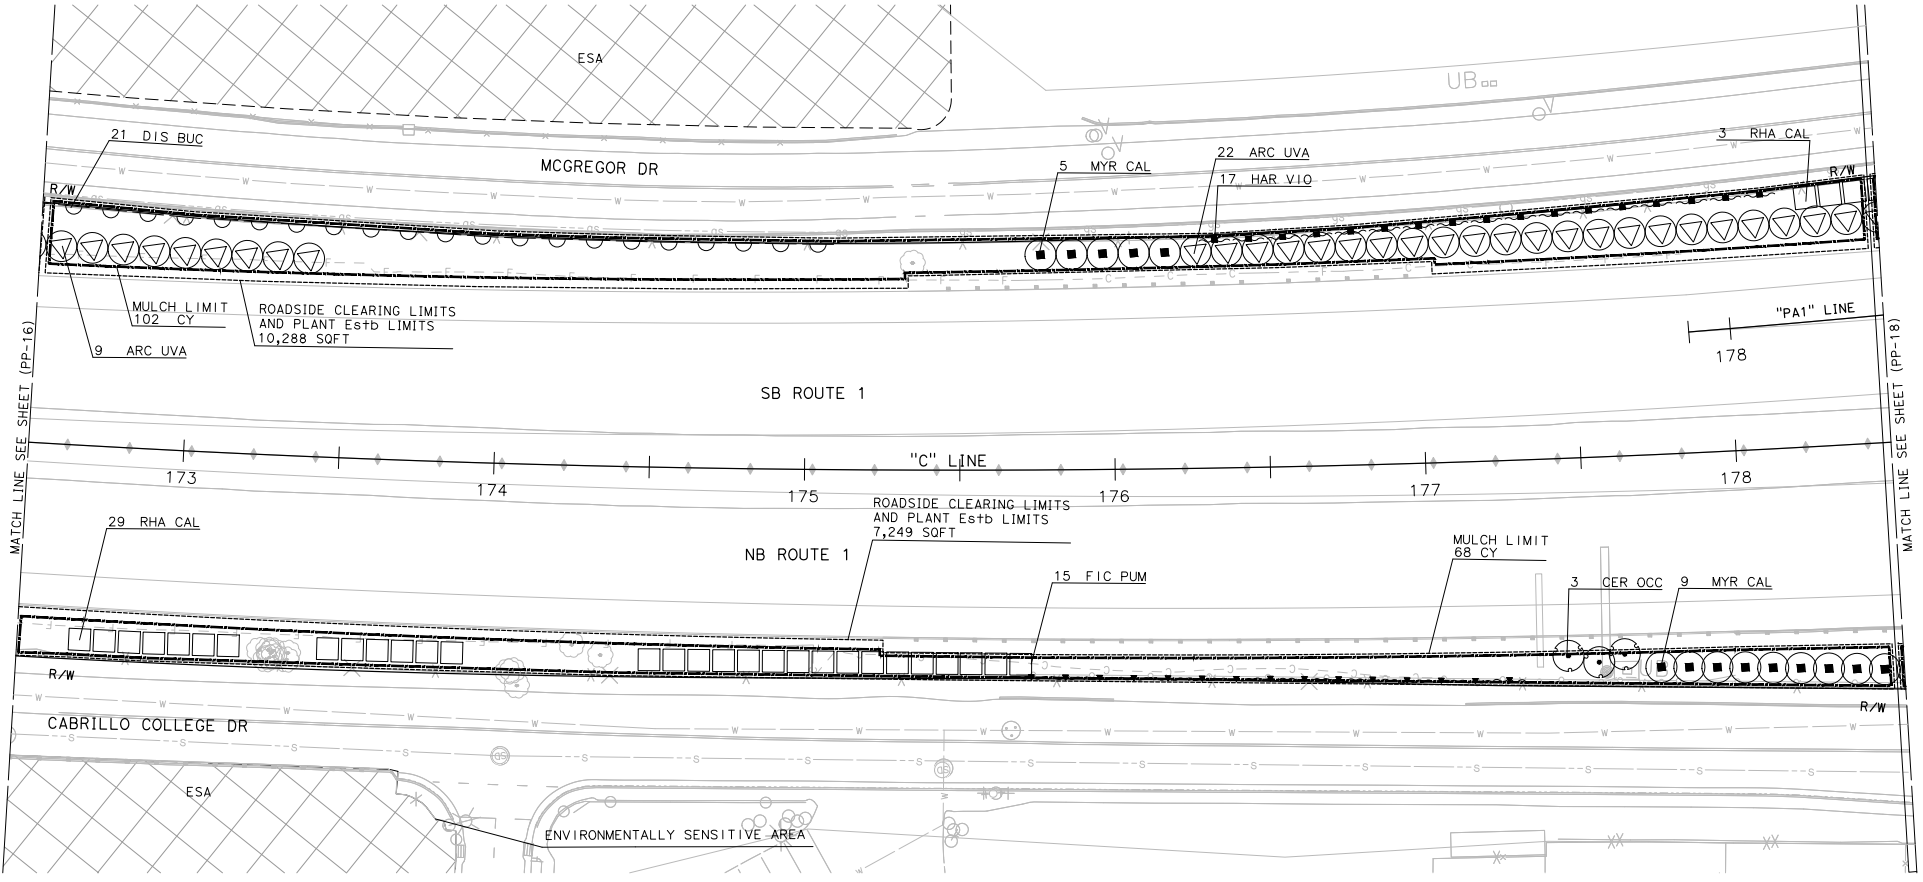 ESA
UB
21 DIS BUC
MCGREGOR DR
5 MYR CAL
22 ARC UVA
17 HAR VIO
3 RHA CAL
R/W
R/W
MULCH LIMIT
102 CY
ROADSIDE CLEARING LIMITS
AND PLANT Estb LIMITS
10,288 SQFT
9 ARC UVA
"PA1" LINE
178
SB ROUTE 1
MATCH LINE SEE SHEET (PP-16)
MATCH LINE SEE SHEET (PP-18)
"C" LINE
173
174
175
176
177
178
ROADSIDE CLEARING LIMITS
AND PLANT Estb LIMITS
7,249 SQFT
29 RHA CAL
NB ROUTE 1
MULCH LIMIT
68 CY
15 FIC PUM
3 CER OCC
9 MYR CAL
R/W
R/W
CABRILLO COLLEGE DR
ESA
ENVIRONMENTALLY SENSITIVE AREA